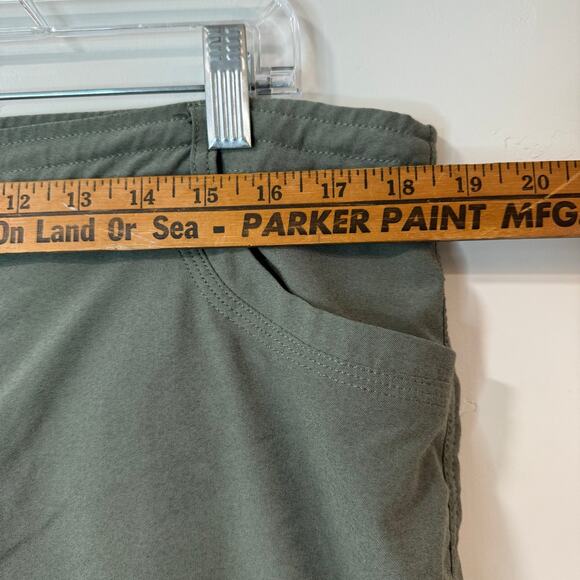 12 13 14 15 16 17 18 19 20
On Land Or Sea - PARKER PAINT MFG